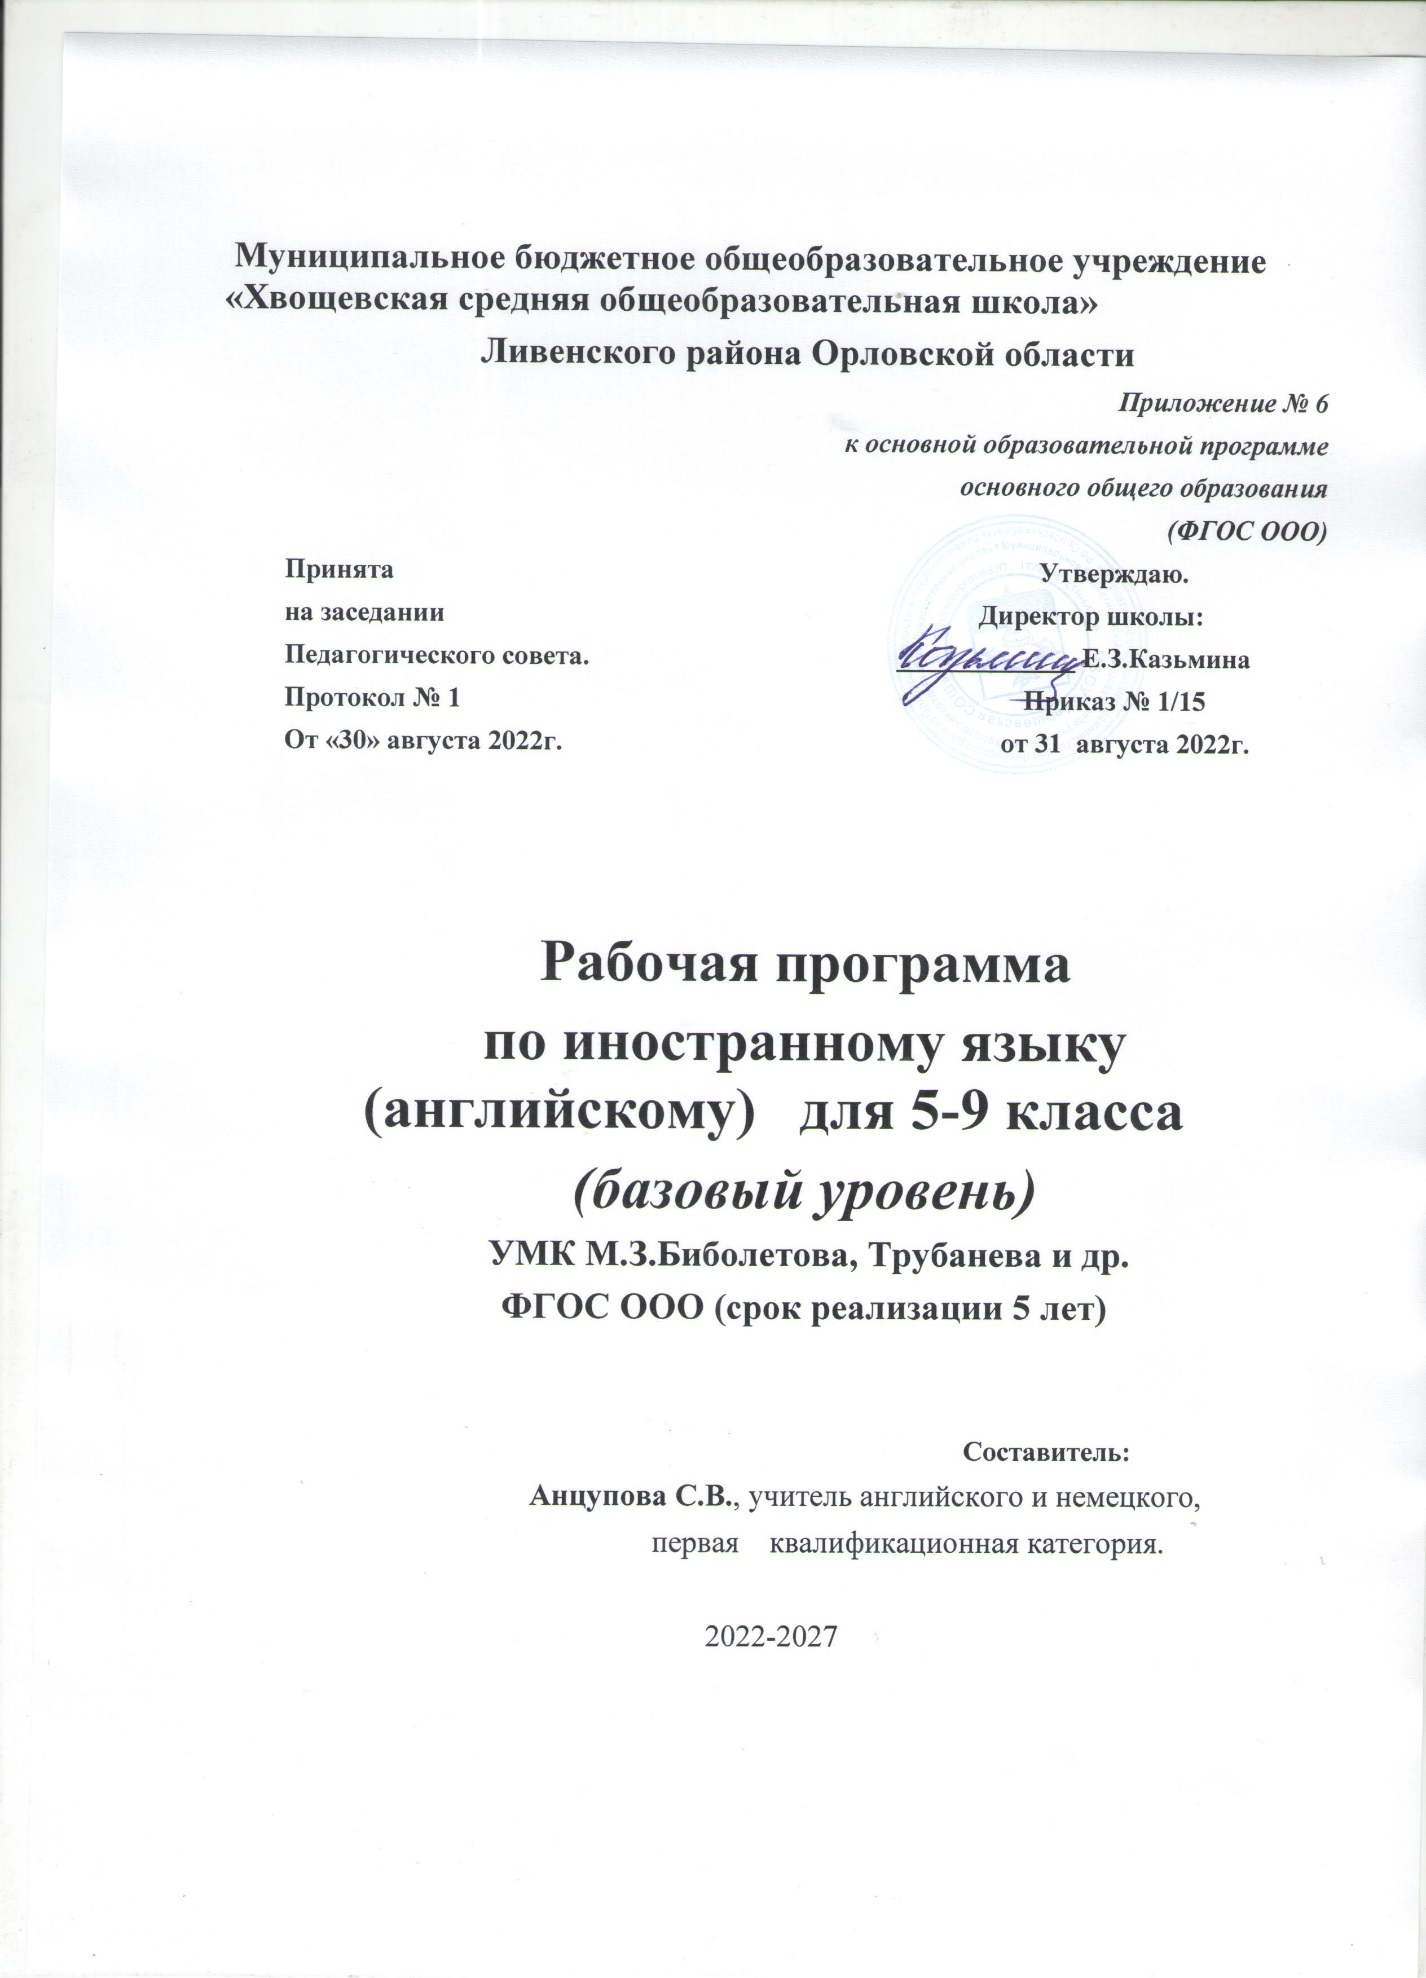 Муниципальное бюджетное общеобразовательное учреждение
«Хвощевская средняя общеобразовательная школа»
Ливенского района Орловской области
Приложение № 6
к основной образовательной программе
основного общего образования
(ФГОС ООО)
Принята Утверждаю.
на заседании Директор школы:
Педагогического совета. Е.З.Казьмина
Протокол № 1 Приказ № 1/15
От «30» августа 2022г. от 31 августа 2022г.
Рабочая программа
по иностранному языку
(английскому) для 5-9 класса
(базовый уровень)
УМК М.З.Биболетова, Трубанева и др.
ФГОС ООО (срок реализации 5 лет)
Составитель:
Анцупова С.В., учитель английского и немецкого,
первая квалификационная категория.
2022-2027